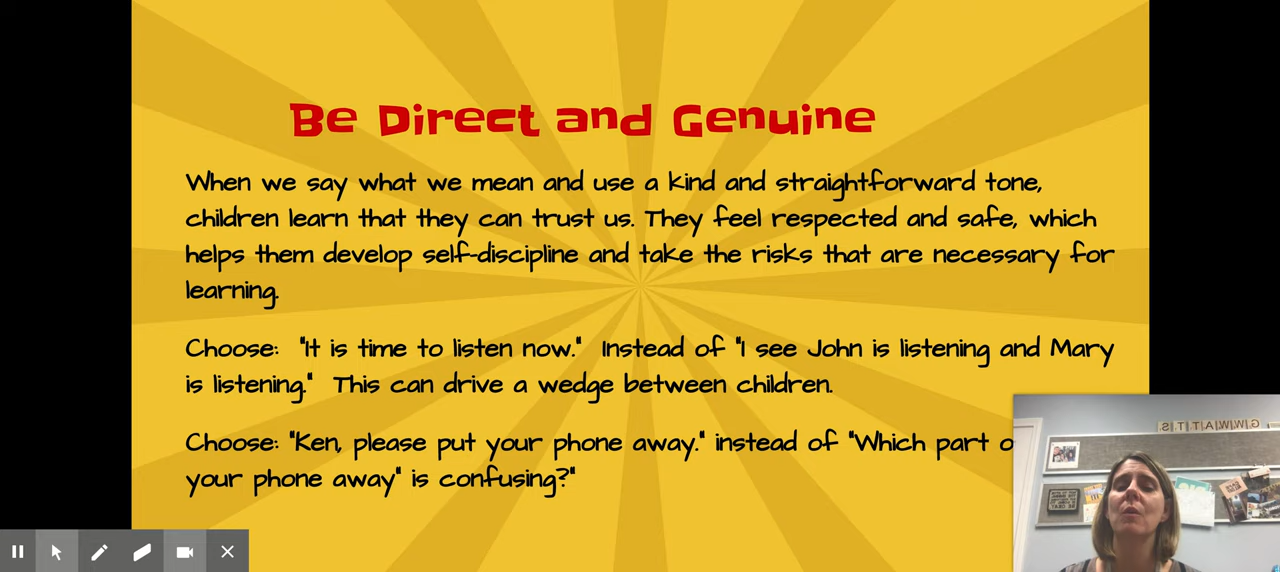 Be Direct and Genuine
When we say what we mean and use a kind and straightforward tone,
children learn that they can trust us. They feel respected and safe, which
helps them develop self-discipline and take the risks that are necessary for
learning.
Choose: "It is time to listen now." Instead of "I see John is listening and Mary
is listening." This can drive a wedge between children.
Choose: "Ken, please put your phone away." instead of "Which part o
your phone away" is confusing?"